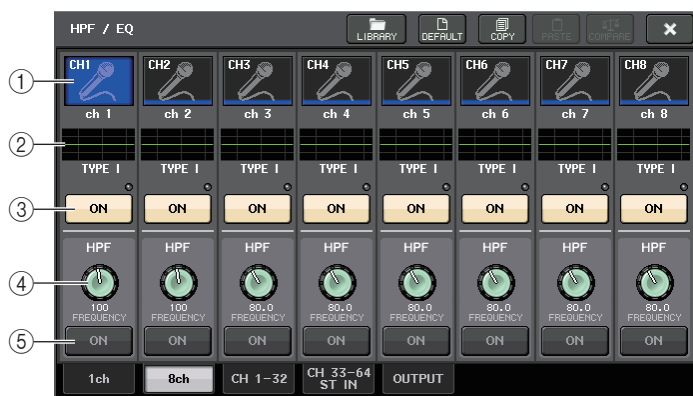 HPF / EQ LIBRARY DEFAULT COPY PASTE COMPARE
① CH1 CH2 CH3 CH4 CH5 CH6 CH7 CH8
ch 1 ch 2 ch 3 ch 4 ch 5 ch 6 ch 7 ch 8
②
TYPE I TYPE I TYPE I TYPE I TYPE I TYPE I TYPE I TYPE I
③ ON ON ON ON ON ON ON ON
HPF HPF HPF HPF HPF HPF HPF HPF
④
100 100 80.0 80.0 80.0 80.0 80.0 80.0
FREQUENCY FREQUENCY FREQUENCY FREQUENCY FREQUENCY FREQUENCY FREQUENCY FREQUENCY
⑤ ON ON ON ON ON ON ON ON
1ch 8ch CH 1-32 CH 33-64 OUTPUT
ST IN